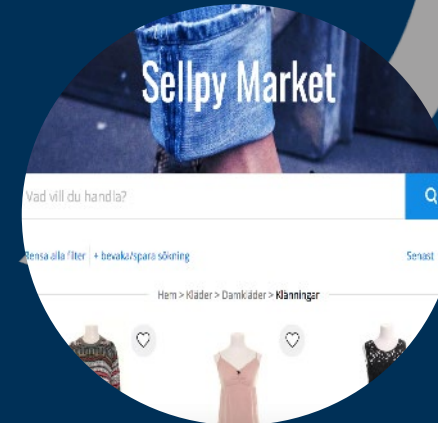 Sellpy Market
Vad vill du handla?
Rensa alla filter + bevaka/spara sökning
Senast
Hem > Kläder > Damkläder > Klänningar